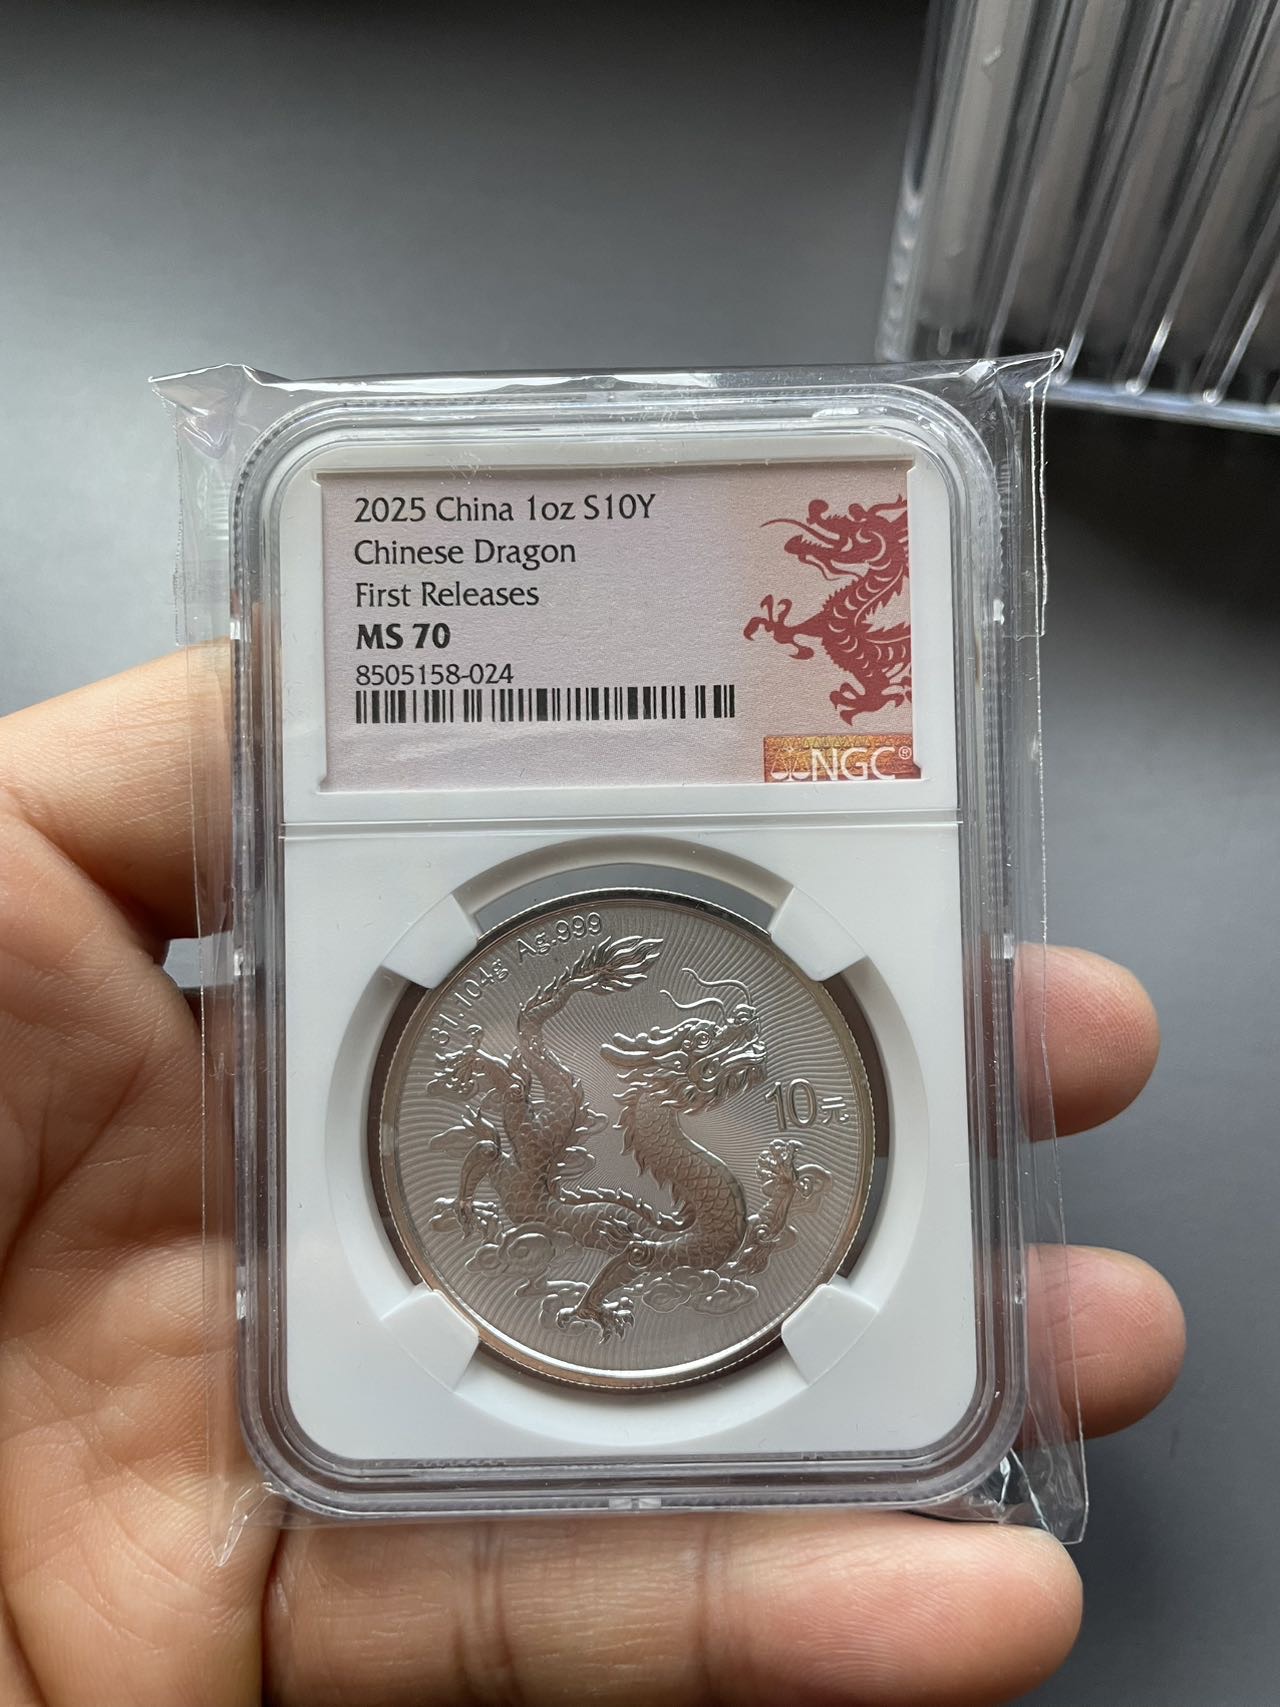 2025 China 1oz S10Y
Chinese Dragon
First Releases
MS 70
8505158-024
NGC®
31.104g Ag.999
10元